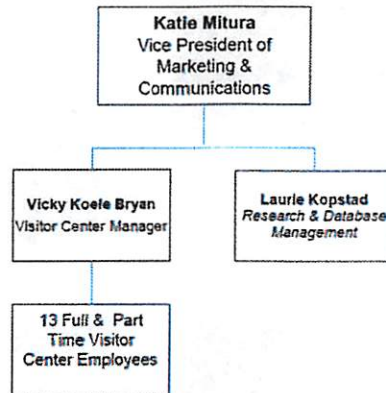 Katie Mitura
Vice President of
Marketing &
Communications
Vicky Koele Bryan
Visitor Center Manager
Laurie Kopstad
Research & Database
Management
13 Full & Part
Time Visitor
Center Employees